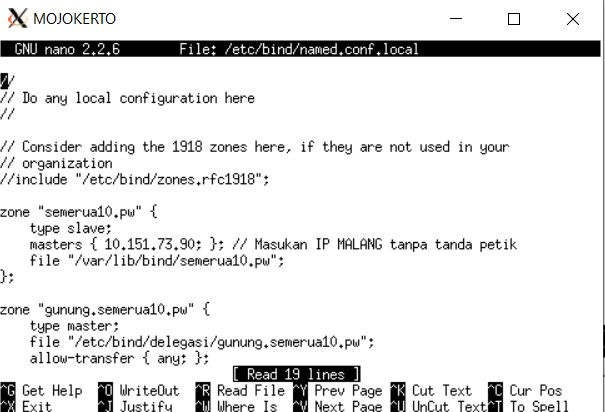 MOJOKERTO
GNU nano 2.2.6 File: /etc/bind/named.conf.local
//
// Do any local configuration here
//
// Consider adding the 1918 zones here, if they are not used in your
// organization
//include "/etc/bind/zones.rfc1918";
zone "semerua10.pw" {
    type slave;
    masters { 10.151.73.90; }; // Masukan IP MALANG tanpa tanda petik
    file "/var/lib/bind/semerua10.pw";
};
zone "gunung.semerua10.pw" {
    type master;
    file "/etc/bind/delegasi/gunung.semerua10.pw";
    allow-transfer { any; };
[ Read 19 lines ]
^G Get Help ^O WriteOut ^R Read File ^Y Prev Page ^K Cut Text ^C Cur Pos
^X Exit ^J Justify ^W Where Is ^V Next Page ^U UnCut Text ^T To Spell